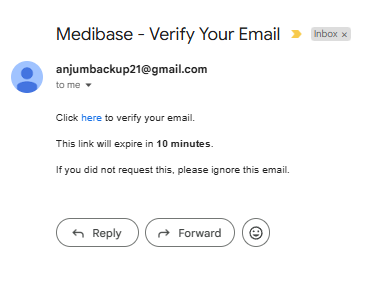 Medibase - Verify Your Email
Inbox ×
anjumbackup21@gmail.com
to me
Click here to verify your email.
This link will expire in 10 minutes.
If you did not request this, please ignore this email.
Reply
Forward